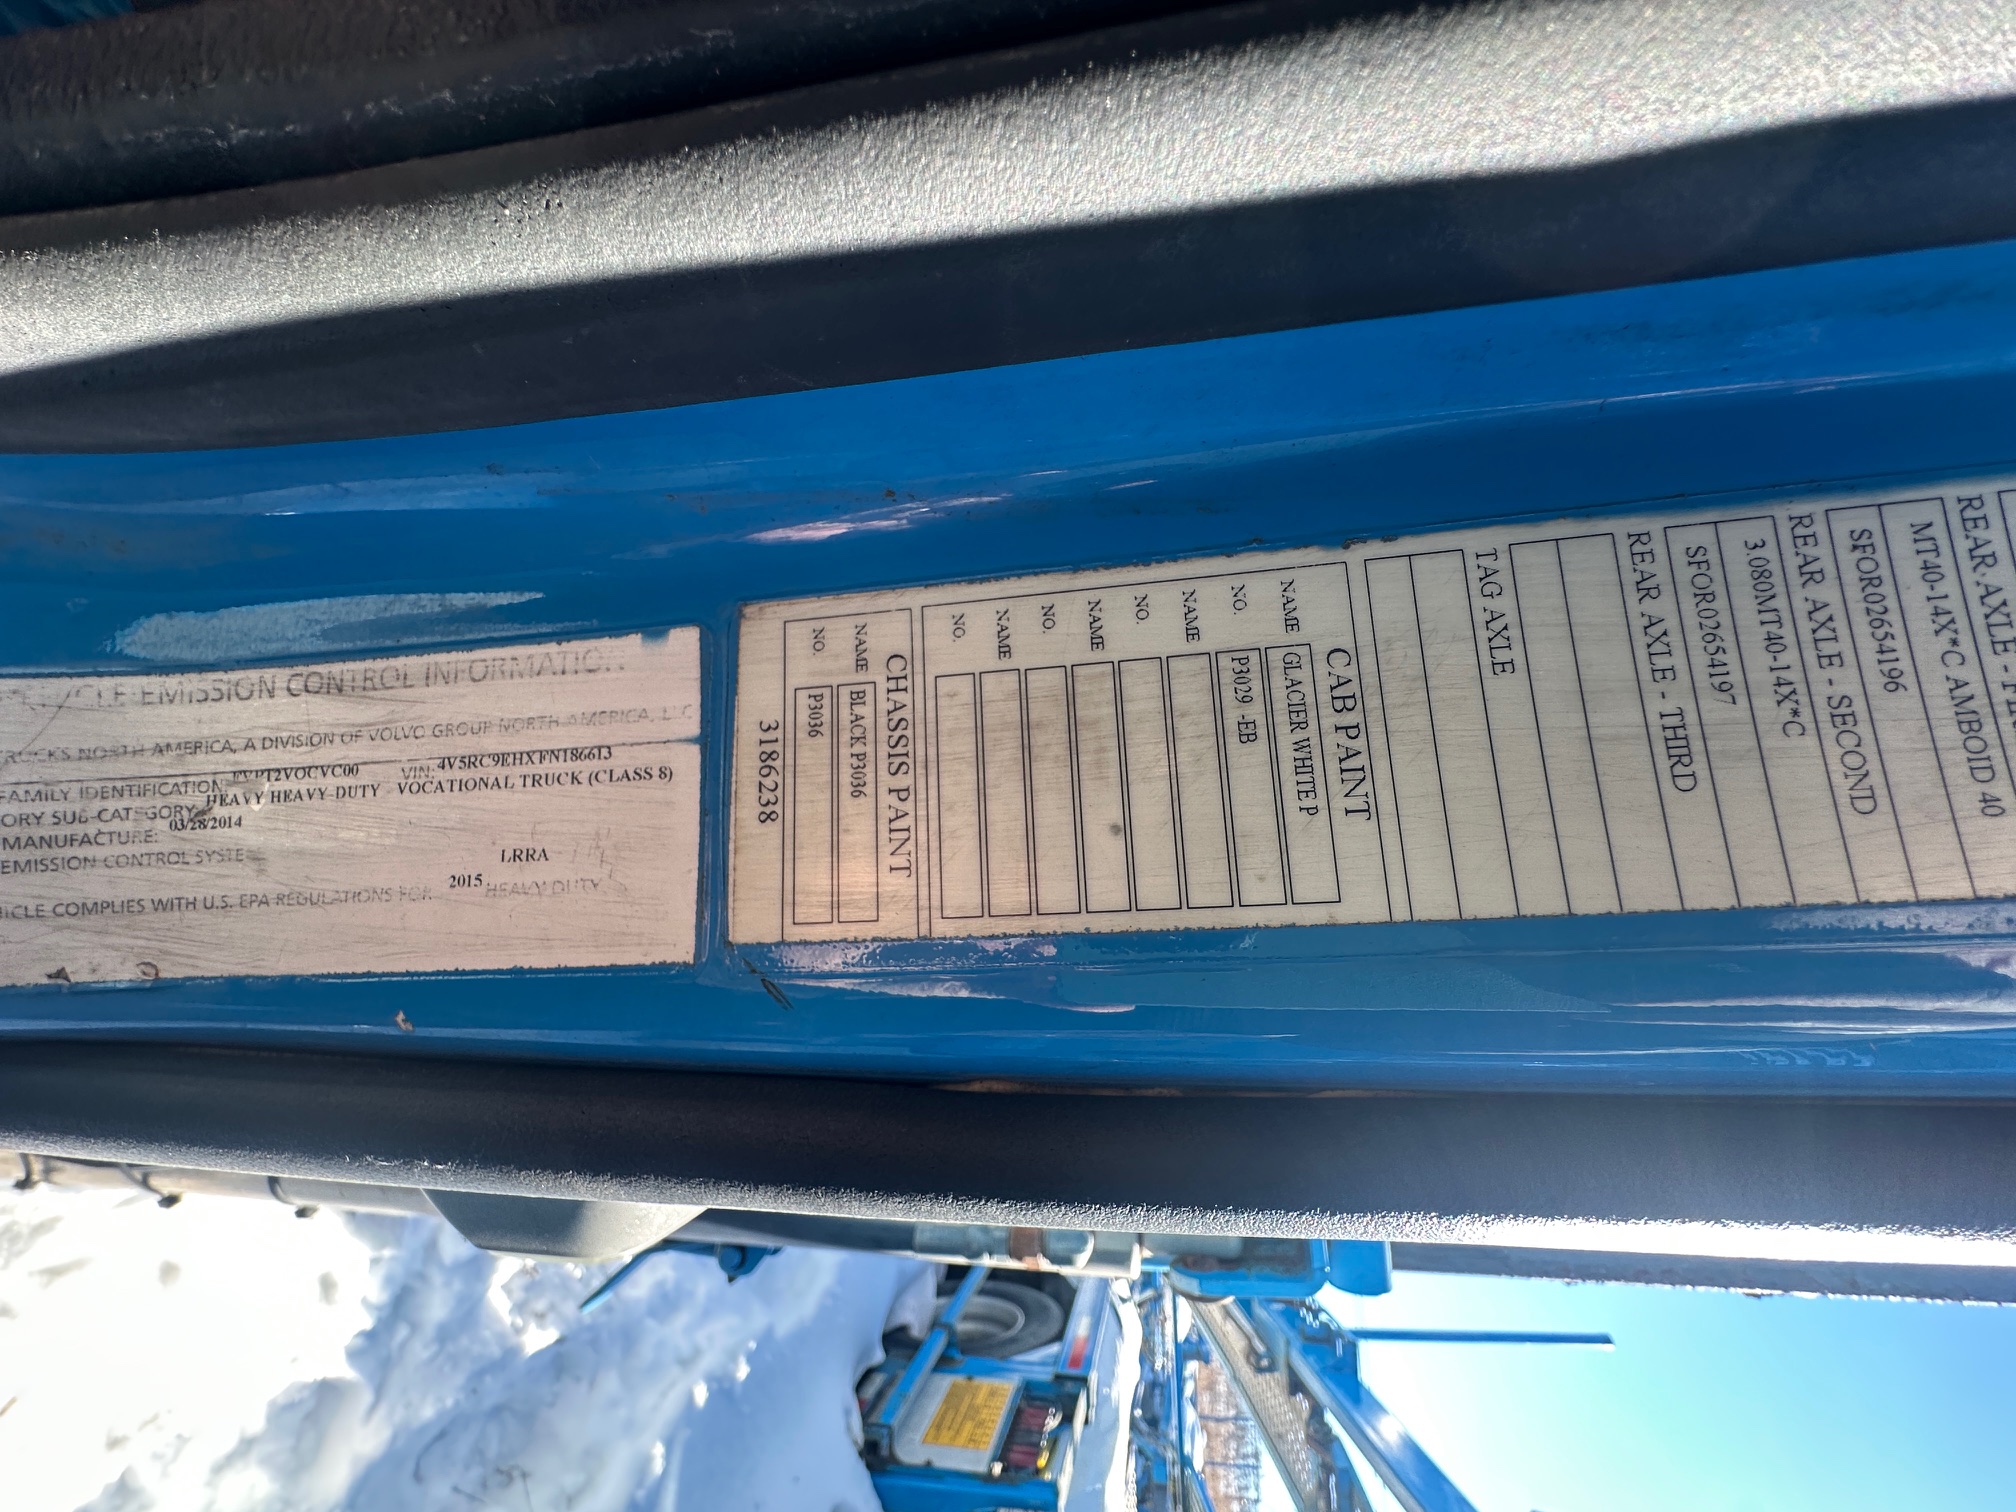 REAR AXLE
MT40-14X*C AMBOID 40
SFOR02654196
REAR AXLE - SECOND
3.080MT40-14X*C
SFOR02654197
REAR AXLE - THIRD
TAG AXLE
CAB PAINT
NAME GLACIER WHITE P
NO. P3029 -EB
NAME
NO.
NAME
NO.
NAME
NO.
CHASSIS PAINT
NAME BLACK P3036
NO. P3036
3186238
EMISSION CONTROL INFORMATION
TRUCKS NORTH AMERICA, A DIVISION OF VOLVO GROUP NORTH AMERICA, LLC
FAMILY IDENTIFICATION: VIN: 4V5RC9EHXFN186613
ORY SUB-CATEGORY HEAVY HEAVY-DUTY VOCATIONAL TRUCK (CLASS 8)
MANUFACTURE: 03/28/2014
EMISSION CONTROL SYSTE LRRA
ICLE COMPLIES WITH U.S. EPA REGULATIONS FOR 2015 HEAVY DUTY